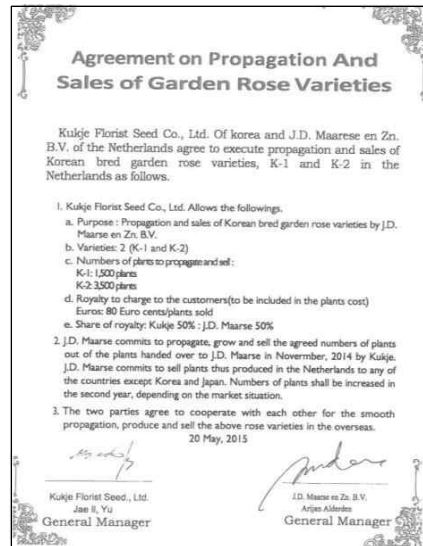 Agreement on Propagation And
Sales of Garden Rose Varieties
Kukje Florist Seed Co., Ltd. Of korea and J.D. Maarese en Zn.
B.V. of the Netherlands agree to execute propagation and sales of
Korean bred garden rose varieties, K-1 and K-2 in the
Netherlands as follows.
1. Kukje Florist Seed Co., Ltd. Allows the followings.
a. Purpose : Propagation and sales of Korean bred garden rose varieties by J.D.
Maarse en Zn. B.V.
b. Varieties: 2 (K-1 and K-2)
c. Numbers of plants to propagate and sell :
K-1: 1,500 plants
K-2: 3,500 plants
d. Royalty to charge to the customers(to be included in the plants cost)
Euros: 80 Euro cents/plants sold
e. Share of royalty: Kukje 50% : J.D. Maarse 50%
2. J.D. Maarse commits to propagate, grow and sell the agreed numbers of plants
out of the plants handed over to J.D. Maarse in Novermber, 2014 by Kukje.
J.D. Maarse commits to sell plants thus produced in the Netherlands to any of
the countries except Korea and Japan. Numbers of plants shall be increased in
the second year, depending on the market situation.
3. The two parties agree to cooperate with each other for the smooth
propagation, produce and sell the above rose varieties in the overseas.
20 May, 2015
Kukje Florist Seed., Ltd.
Jae Il, Yu
General Manager
J.D. Maarse en Zn. B.V.
Arijan Alderden
General Manager